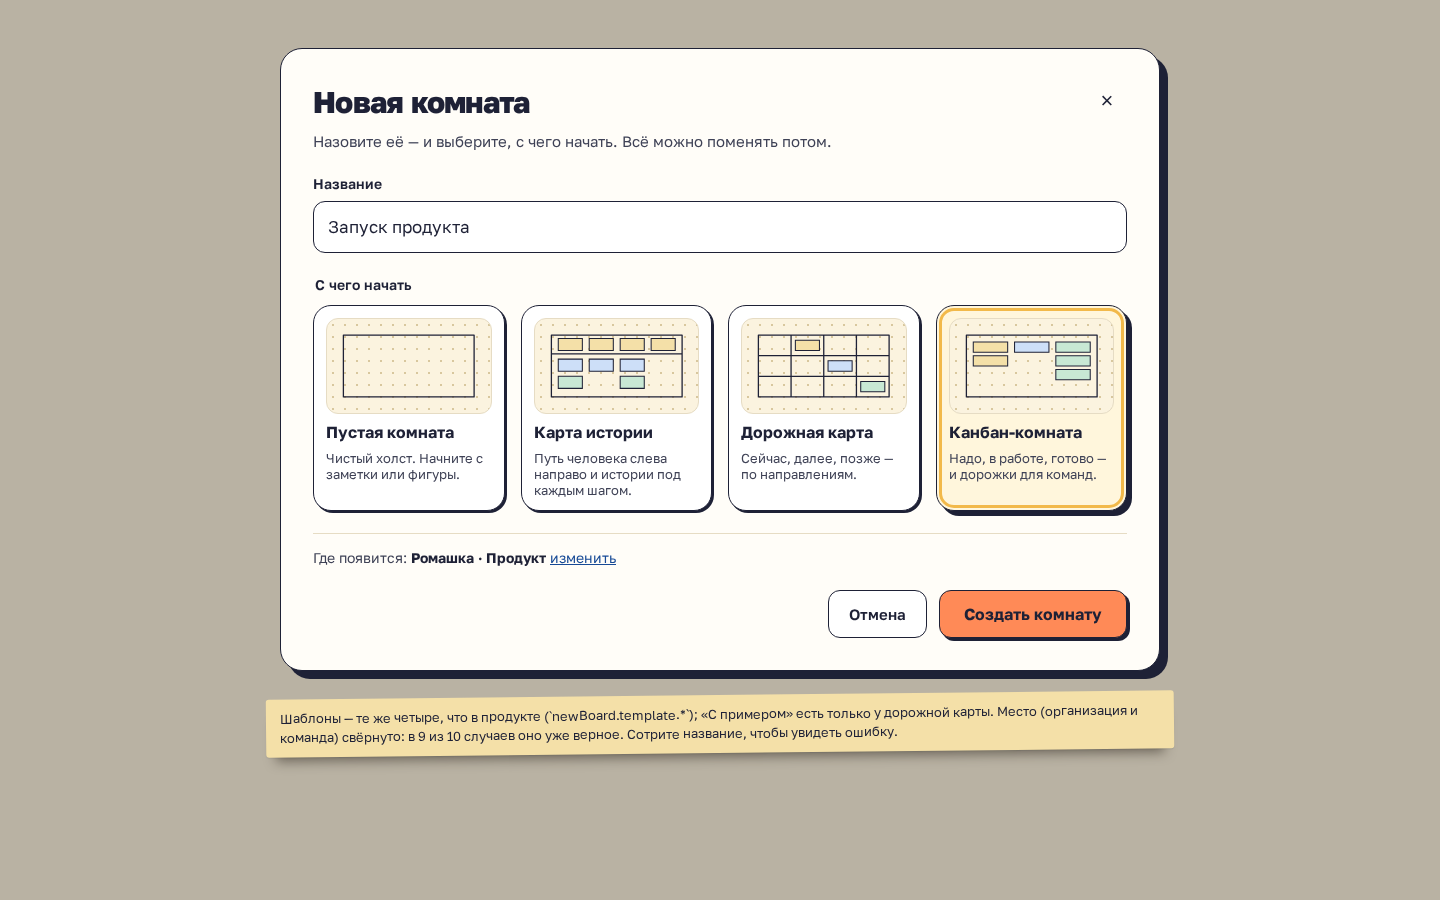 Новая комната
×
Назовите её — и выберите, с чего начать. Всё можно поменять потом.
Название
Запуск продукта
С чего начать
Пустая комната
Чистый холст. Начните с
заметки или фигуры.
Карта истории
Путь человека слева
направо и истории под
каждым шагом.
Дорожная карта
Сейчас, далее, позже —
по направлениям.
Канбан-комната
Надо, в работе, готово —
и дорожки для команд.
Где появится: Ромашка · Продукт изменить
Отмена
Создать комнату
Шаблоны — те же четыре, что в продукте (`newBoard.template.*`); «С примером» есть только у дорожной карты. Место (организация и
команда) свёрнуто: в 9 из 10 случаев оно уже верное. Сотрите название, чтобы увидеть ошибку.